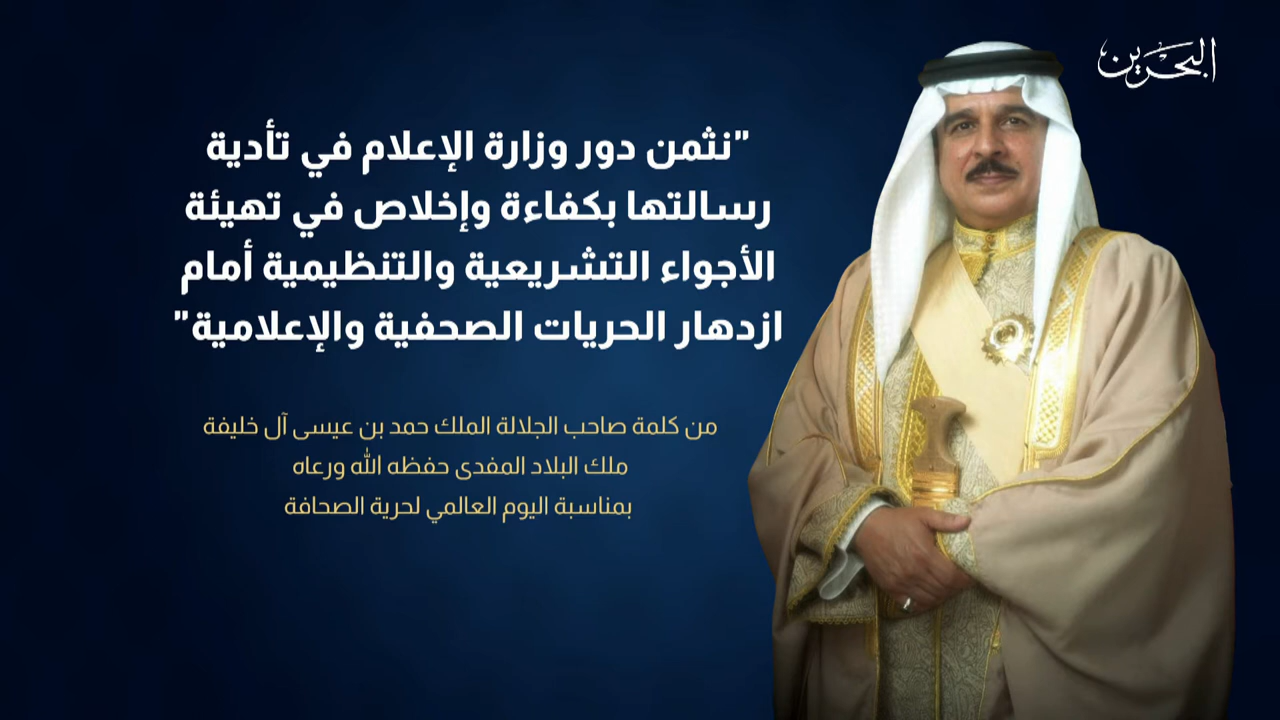 البحرين
"نثمن دور وزارة الإعلام في تأدية
رسالتها بكفاءة وإخلاص في تهيئة
الأجواء التشريعية والتنظيمية أمام
ازدهار الحريات الصحفية والإعلامية"
من كلمة صاحب الجلالة الملك حمد بن عيسى آل خليفة
ملك البلاد المفدى حفظه الله ورعاه
بمناسبة اليوم العالمي لحرية الصحافة